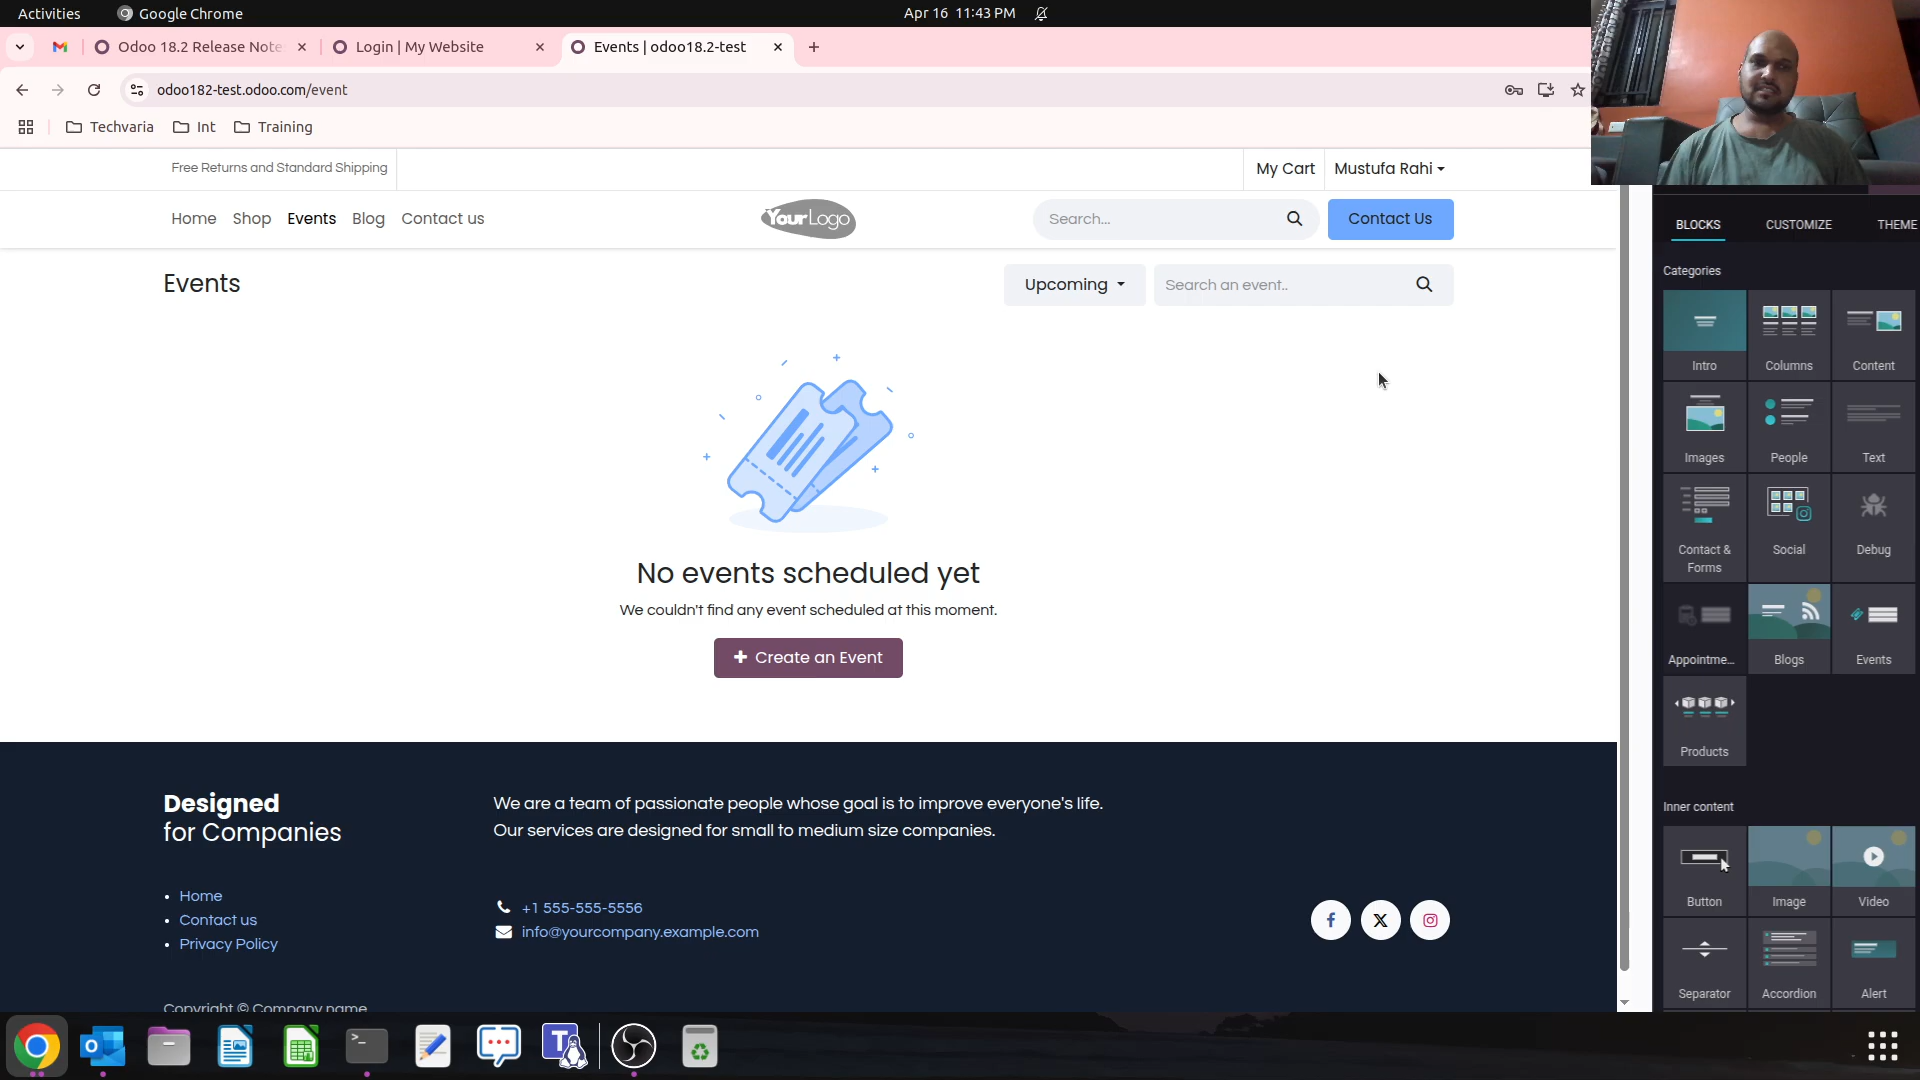 Activities
Google Chrome
Apr 16 11:43 PM
Odoo 18.2 Release Note
Login | My Website
Events | odoo18.2-test
odoo182-test.odoo.com/event
Techvaria
Int
Training
Free Returns and Standard Shipping
My Cart
Mustufa Rahi
Home
Shop
Events
Blog
Contact us
YourLogo
Search...
Contact Us
BLOCKS
CUSTOMIZE
THEME
Events
Upcoming
Search an event..
Categories
Intro
Columns
Content
Images
People
Text
Contact &
Forms
Social
Debug
Appointme...
Blogs
Events
Products
No events scheduled yet
We couldn't find any event scheduled at this moment.
+ Create an Event
Inner content
Button
Image
Video
Separator
Accordion
Alert
Designed
for Companies
We are a team of passionate people whose goal is to improve everyone's life.
Our services are designed for small to medium size companies.
• Home
• Contact us
• Privacy Policy
+1 555-555-5556
info@yourcompany.example.com
Copyright © Company name